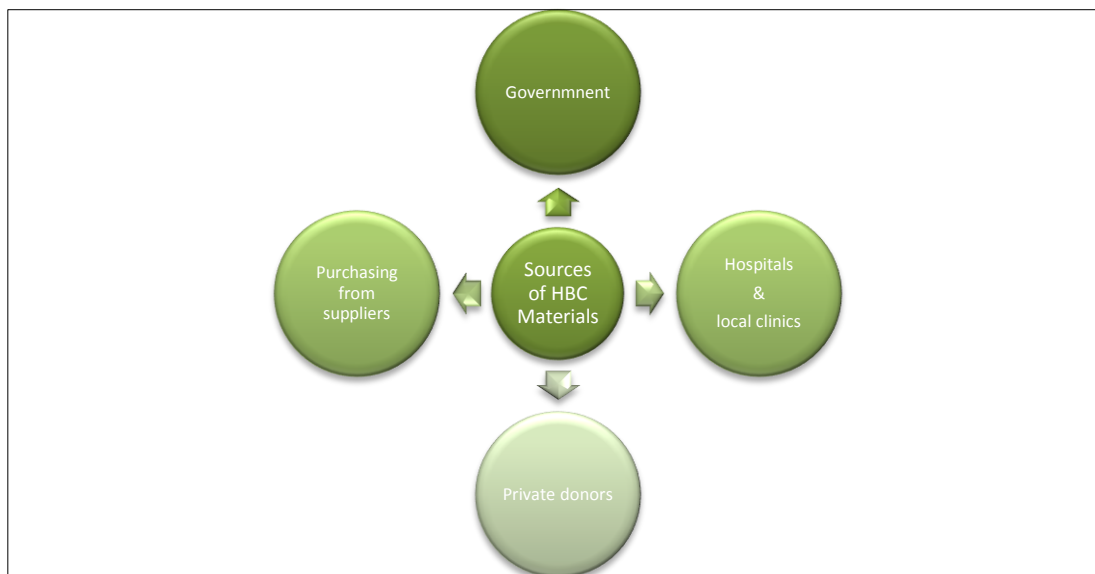 Governmnent
Purchasing
from
suppliers
Sources
of HBC
Materials
Hospitals
&
local clinics
Private donors